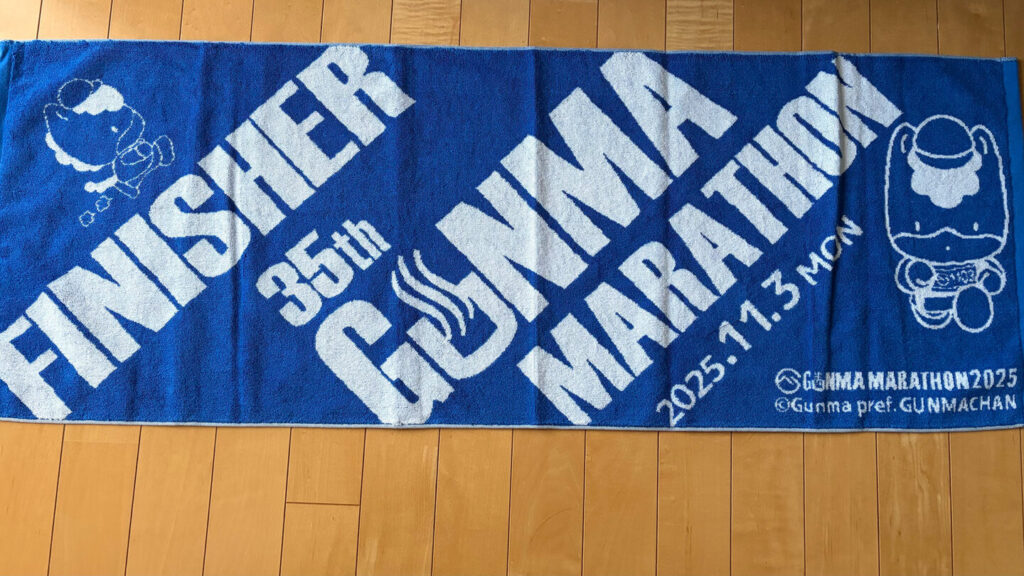 FINISHER
35th
GUNMA
MARATHON
2025.11.3 MON
GUNMA MARATHON 2025
©Gunma pref. GUNMACHAN